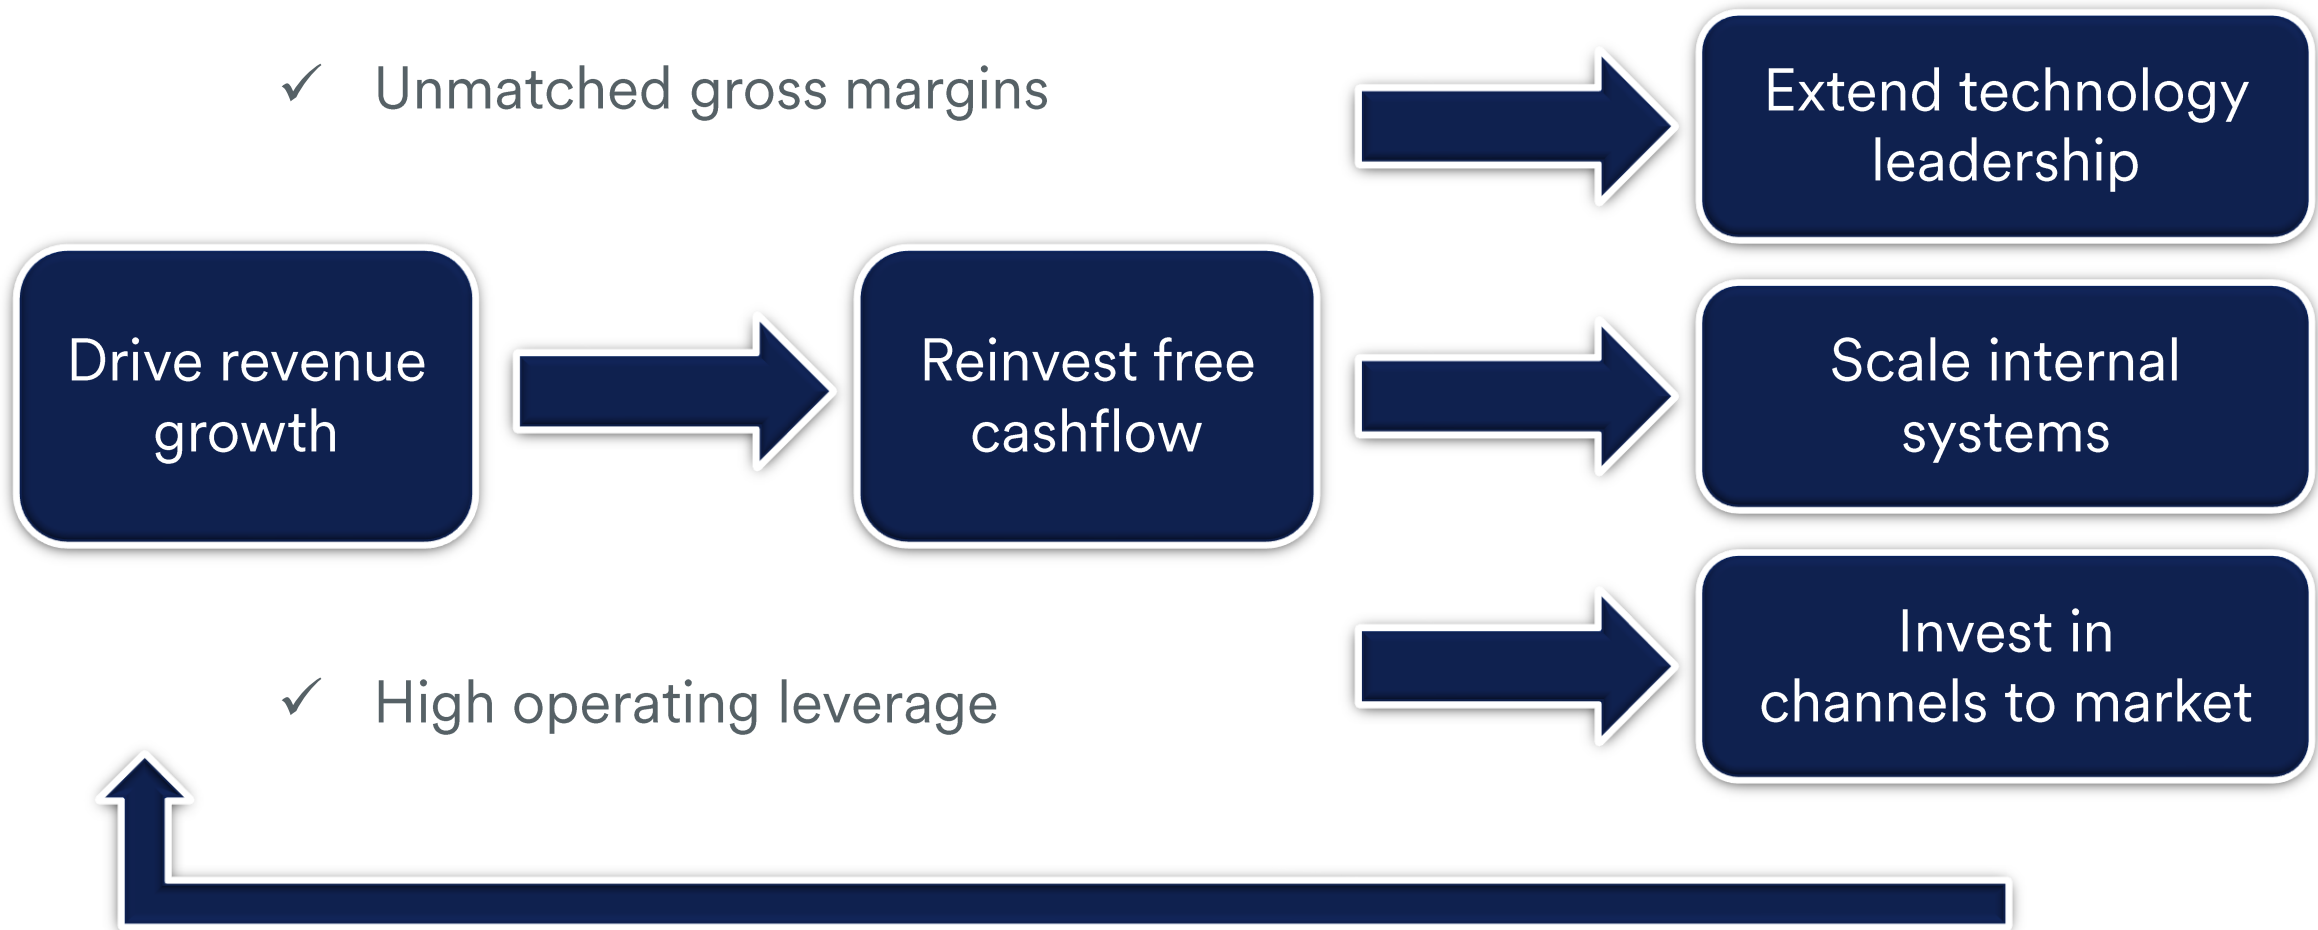 Unmatched gross margins
Drive revenue
growth
Reinvest free
cashflow
Extend technology
leadership
Scale internal
systems
Invest in
channels to market
High operating leverage